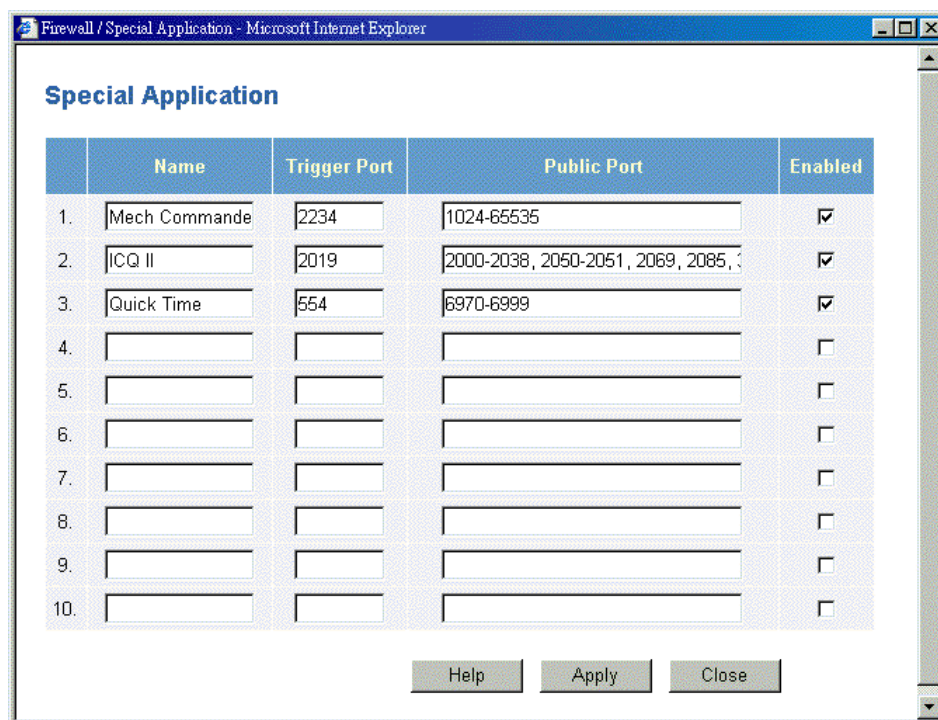 Firewall / Special Application - Microsoft Internet Explorer
Special Application
Name Trigger Port Public Port Enabled
1. Mech Commande 2234 1024-65535
2. ICQ II 2019 2000-2038, 2050-2051, 2069, 2085,
3. Quick Time 554 6970-6999
4.
5.
6.
7.
8.
9.
10.
Help Apply Close